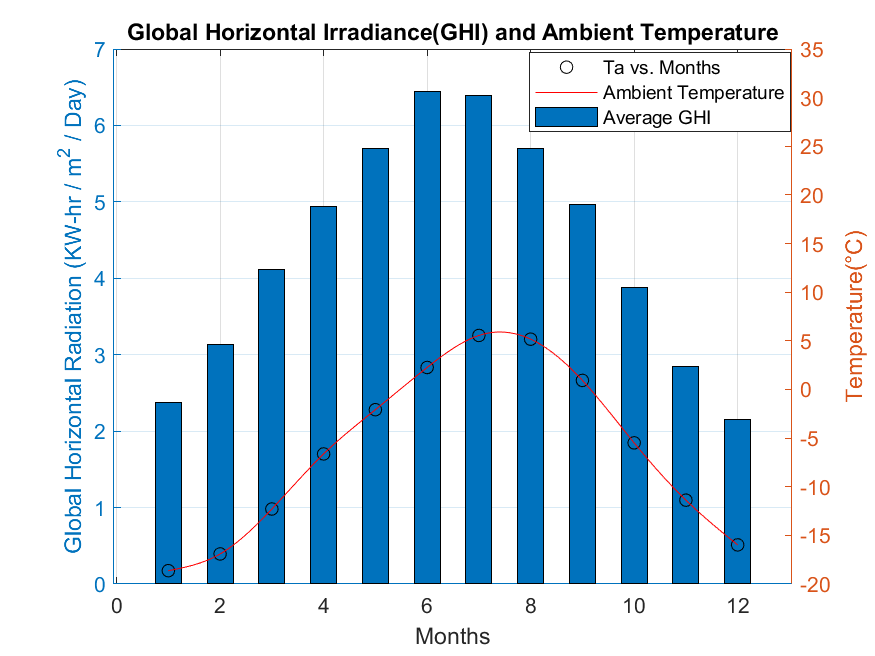 Global Horizontal Irradiance(GHI) and Ambient Temperature
Ta vs. Months
Ambient Temperature
Average GHI
Global Horizontal Radiation (KW-hr / m² / Day)
7
6
5
4
3
2
1
0
35
30
25
20
15
10
5
0
-5
-10
-15
-20
Temperature(°C)
0 2 4 6 8 10 12
Months